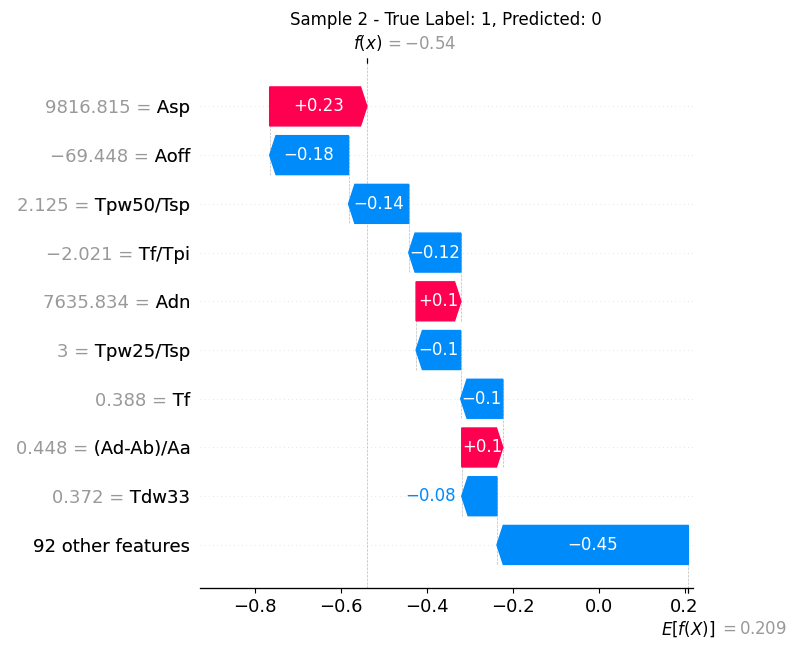 Sample 2 - True Label: 1, Predicted: 0
f(x) = −0.54
9816.815 = Asp
+0.23
−69.448 = Aoff
−0.18
2.125 = Tpw50/Tsp
−0.14
−2.021 = Tf/Tpi
−0.12
7635.834 = Adn
+0.1
3 = Tpw25/Tsp
−0.1
0.388 = Tf
−0.1
0.448 = (Ad-Ab)/Aa
+0.1
0.372 = Tdw33
−0.08
92 other features
−0.45
−0.8 −0.6 −0.4 −0.2 0.0 0.2
E[f(X)] = 0.209